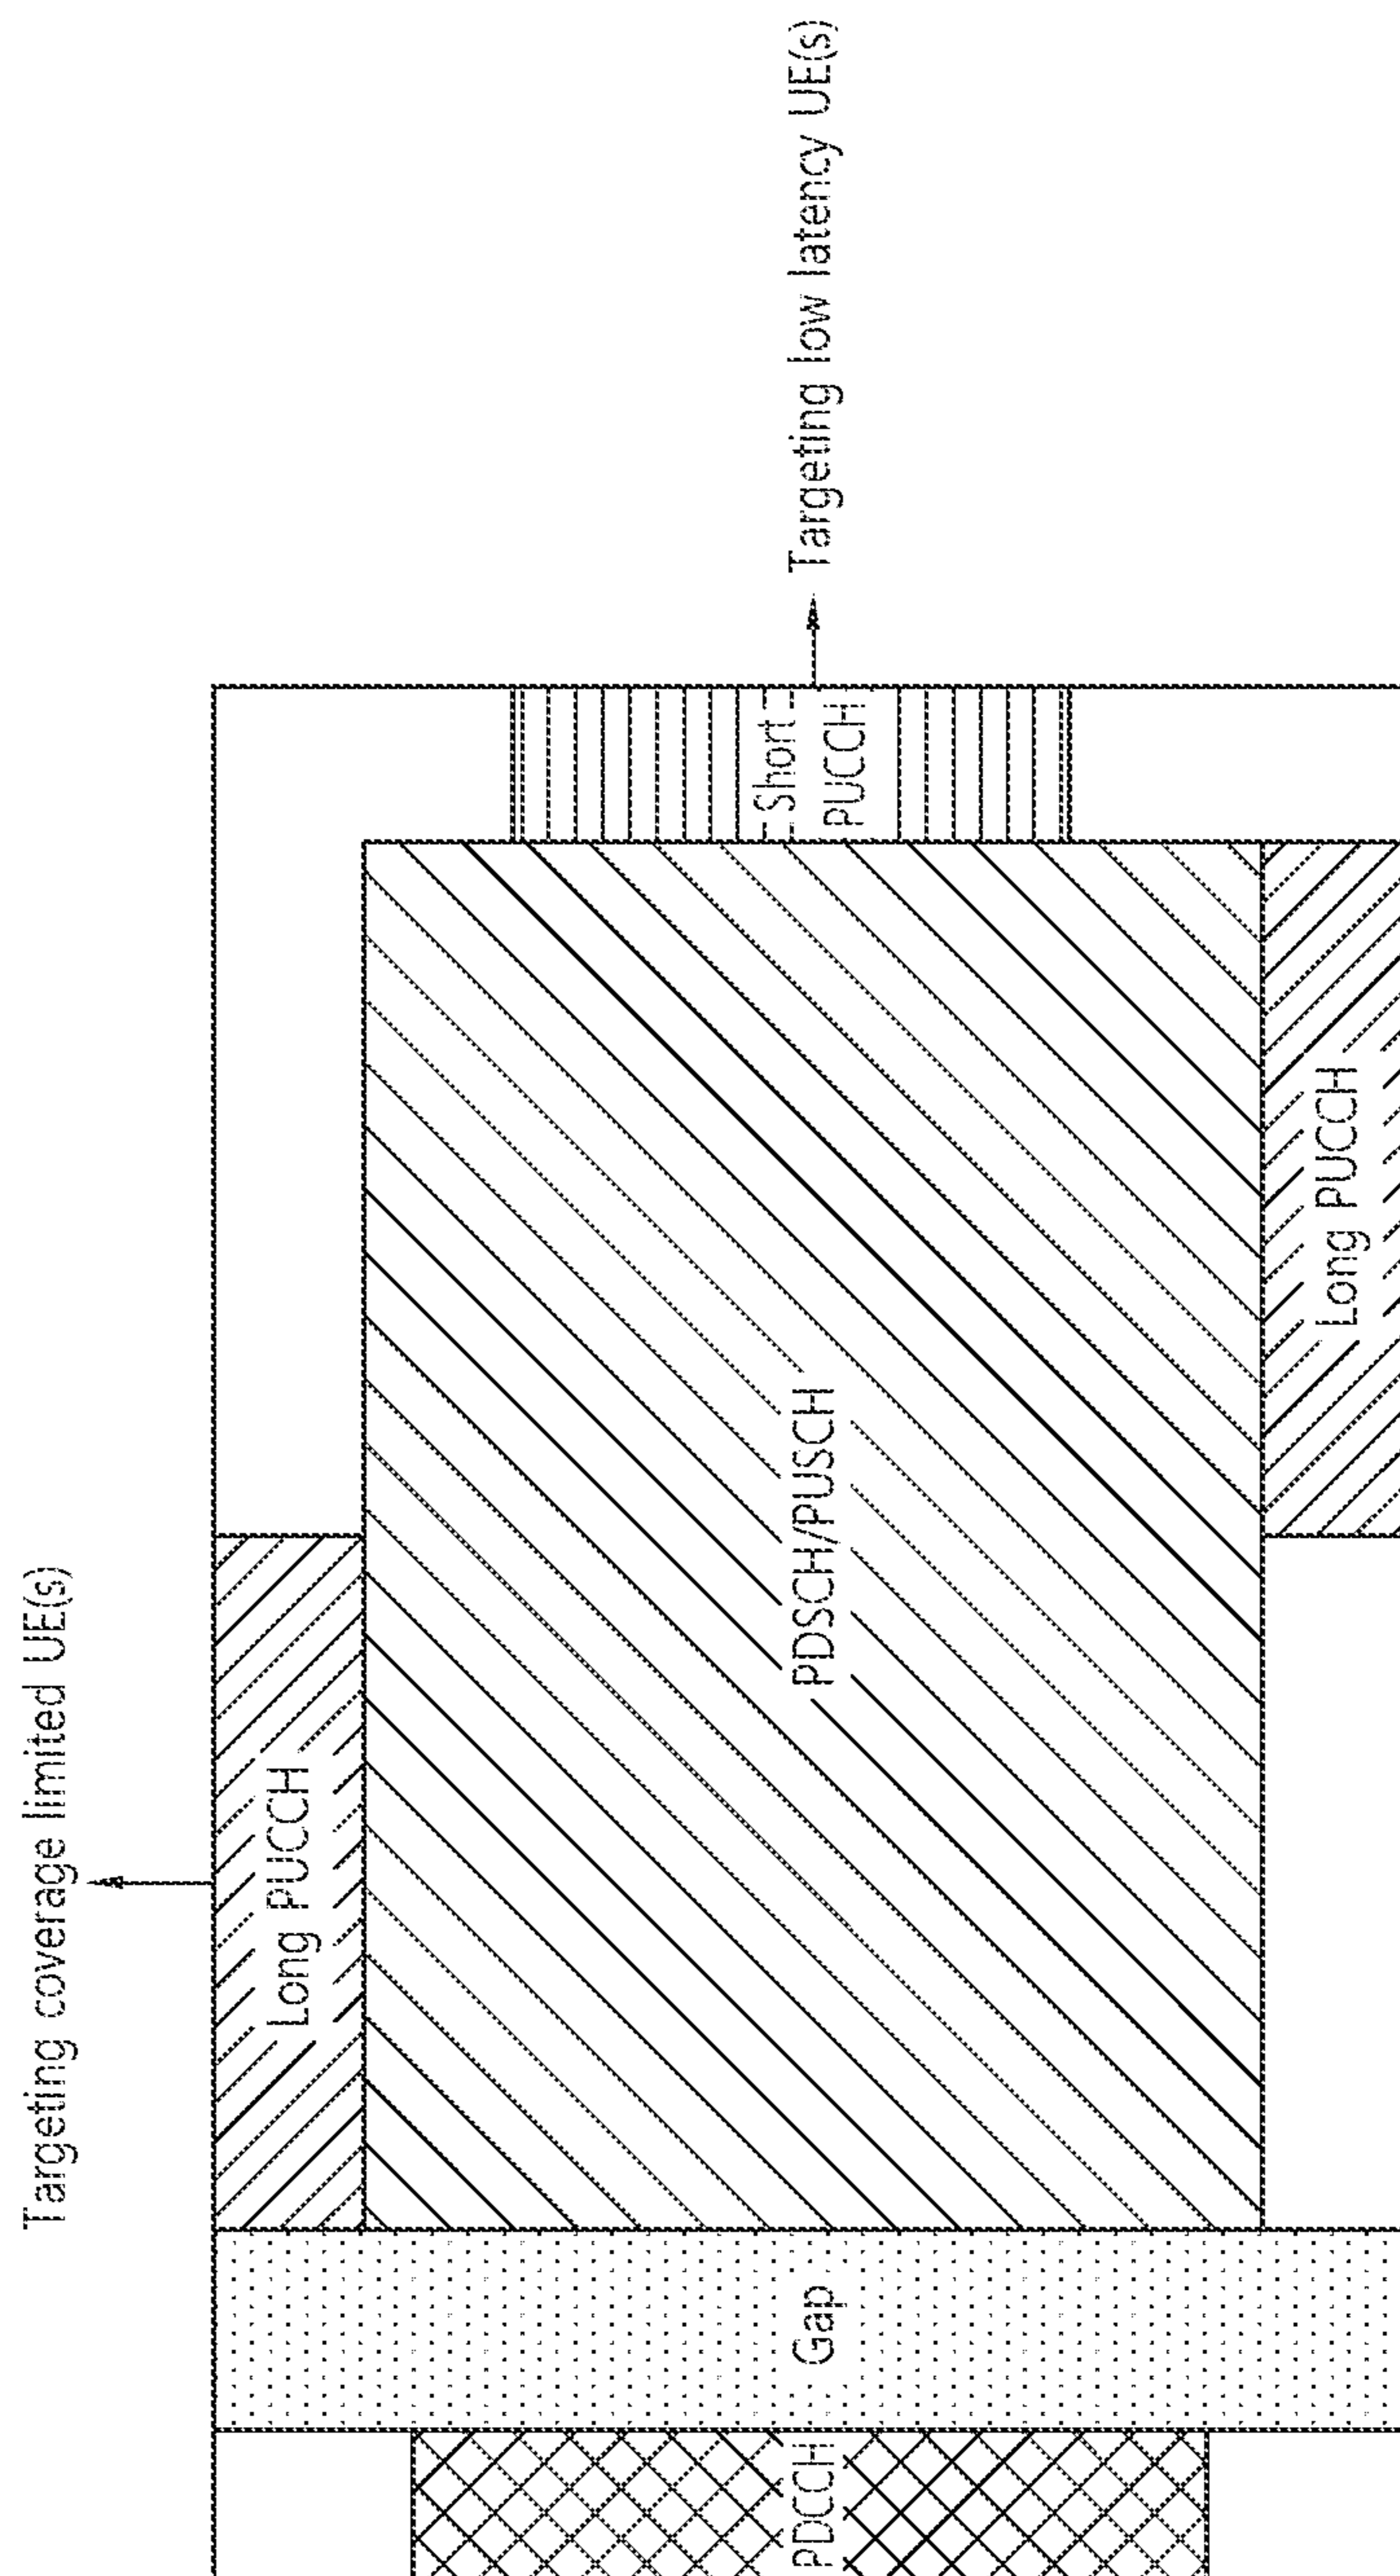 Targeting coverage limited UE(s)
Long PUCCH
PDCCH
Gap
PDSCH/PUSCH
Short
PUCCH
Targeting low latency UE(s)
Long PUCCH